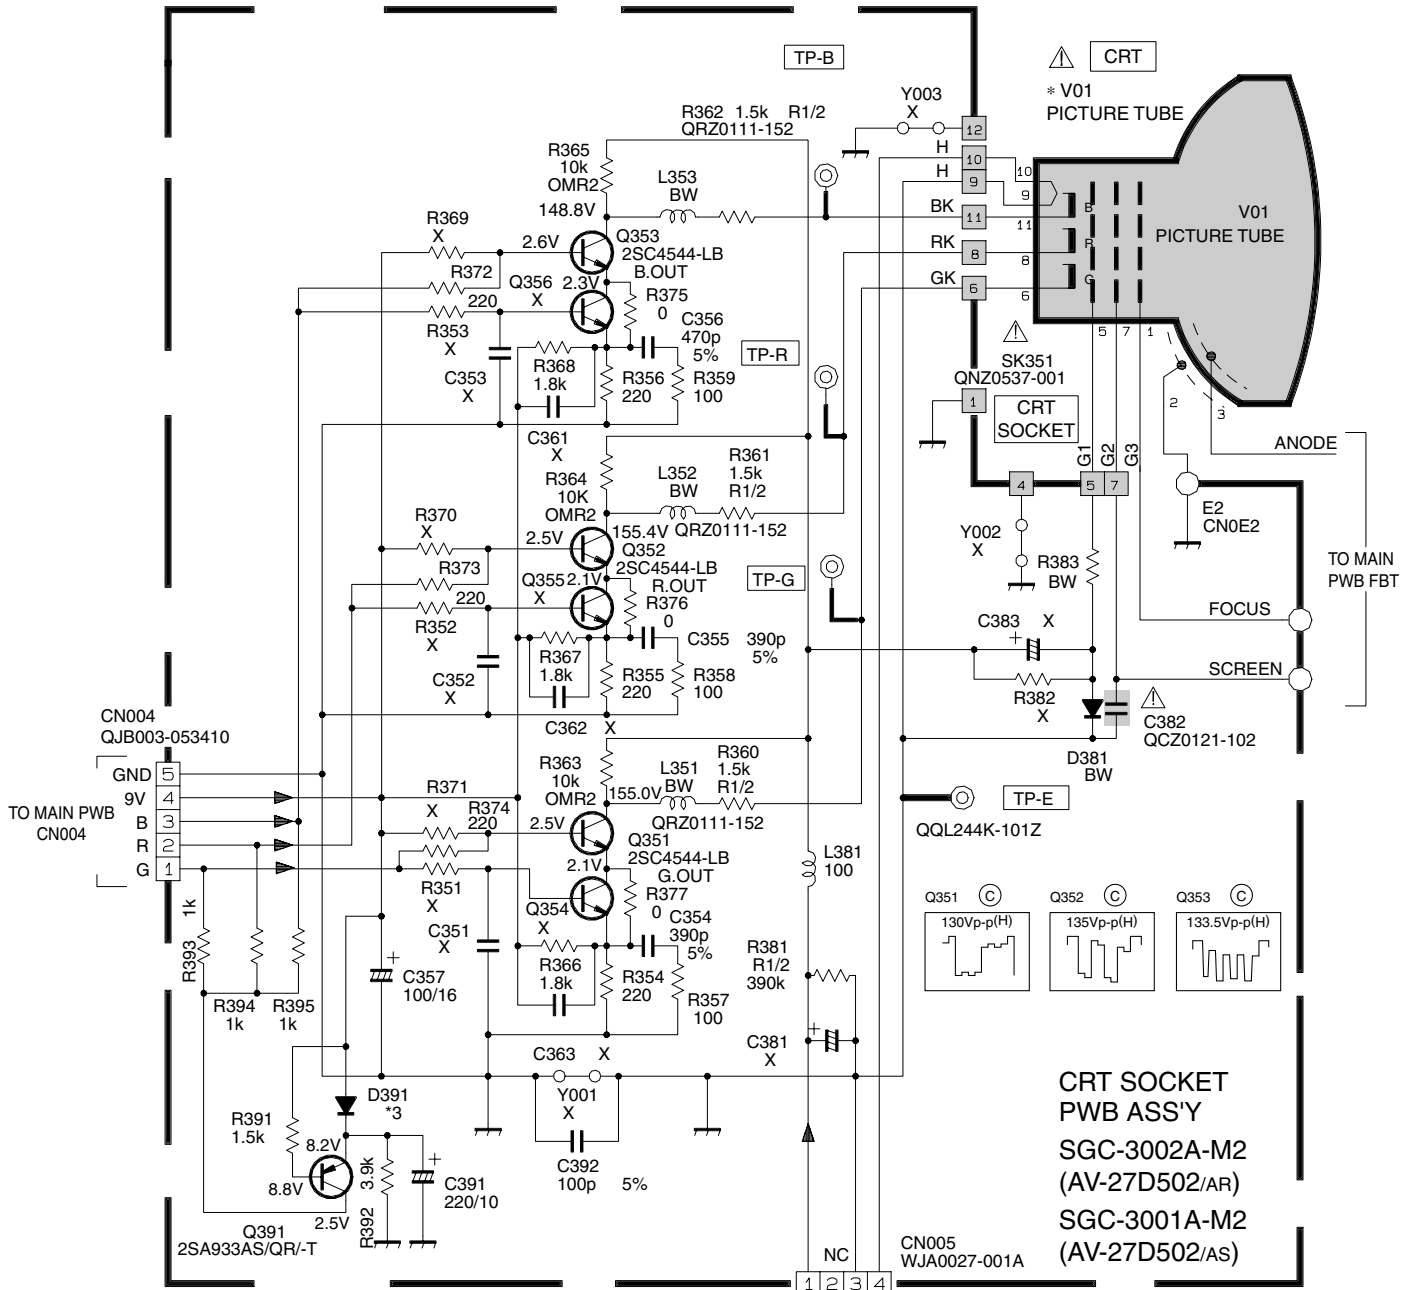 TP-B
CRT
* V01
PICTURE TUBE
Y003
X
R362 1.5k R1/2
QRZ0111-152
12
H
10
H
9
BK
11
RK
8
GK
6
10
9
11
8
6
B
R
G
V01
PICTURE TUBE
5
7
1
2
3
R365
10k
OMR2
L353
BW
148.8V
R369
X
2.6V
Q353
2SC4544-LB
B.OUT
R372
220
Q356
X
2.3V
R375
0
R353
X
C356
470p
5%
C353
X
R368
1.8k
R356
220
R359
100
C361
X
TP-R
SK351
QNZ0537-001
1
CRT
SOCKET
ANODE
G1
G2
G3
4
5
7
E2
CN0E2
TO MAIN
PWB FBT
R364
10K
OMR2
L352
BW
R361
1.5k
R1/2
QRZ0111-152
155.4V
R370
X
2.5V
Q352
2SC4544-LB
R.OUT
R373
220
Q355
X
2.1V
R376
0
R352
X
C355
390p
5%
C352
X
R367
1.8k
R355
220
R358
100
C362
X
TP-G
Y002
X
R383
BW
FOCUS
C383
X
+
SCREEN
R382
X
C382
QCZ0121-102
D381
BW
CN004
QJB003-053410
GND 5
9V 4
B 3
R 2
G 1
TO MAIN PWB
CN004
R363
10k
OMR2
L351
BW
R360
1.5k
R1/2
QRZ0111-152
155.0V
R371
X
R374
220
2.5V
Q351
2SC4544-LB
G.OUT
2.1V
R351
X
Q354
X
R377
0
C354
390p
5%
C351
X
R366
1.8k
R354
220
R357
100
TP-E
QQL244K-101Z
L381
100
Q351 C
130Vp-p(H)
Q352 C
135Vp-p(H)
Q353 C
133.5Vp-p(H)
1k
R393
R394
1k
R395
1k
+
C357
100/16
R381
R1/2
390k
C381
X
+
C363
X
Y001
X
C392
100p
5%
D391
*3
R391
1.5k
8.2V
8.8V
2.5V
3.9k
R392
+
C391
220/10
Q391
2SA933AS/QR/-T
NC
1 2 3 4
CN005
WJA0027-001A
CRT SOCKET
PWB ASS'Y
SGC-3002A-M2
(AV-27D502/AR)
SGC-3001A-M2
(AV-27D502/AS)